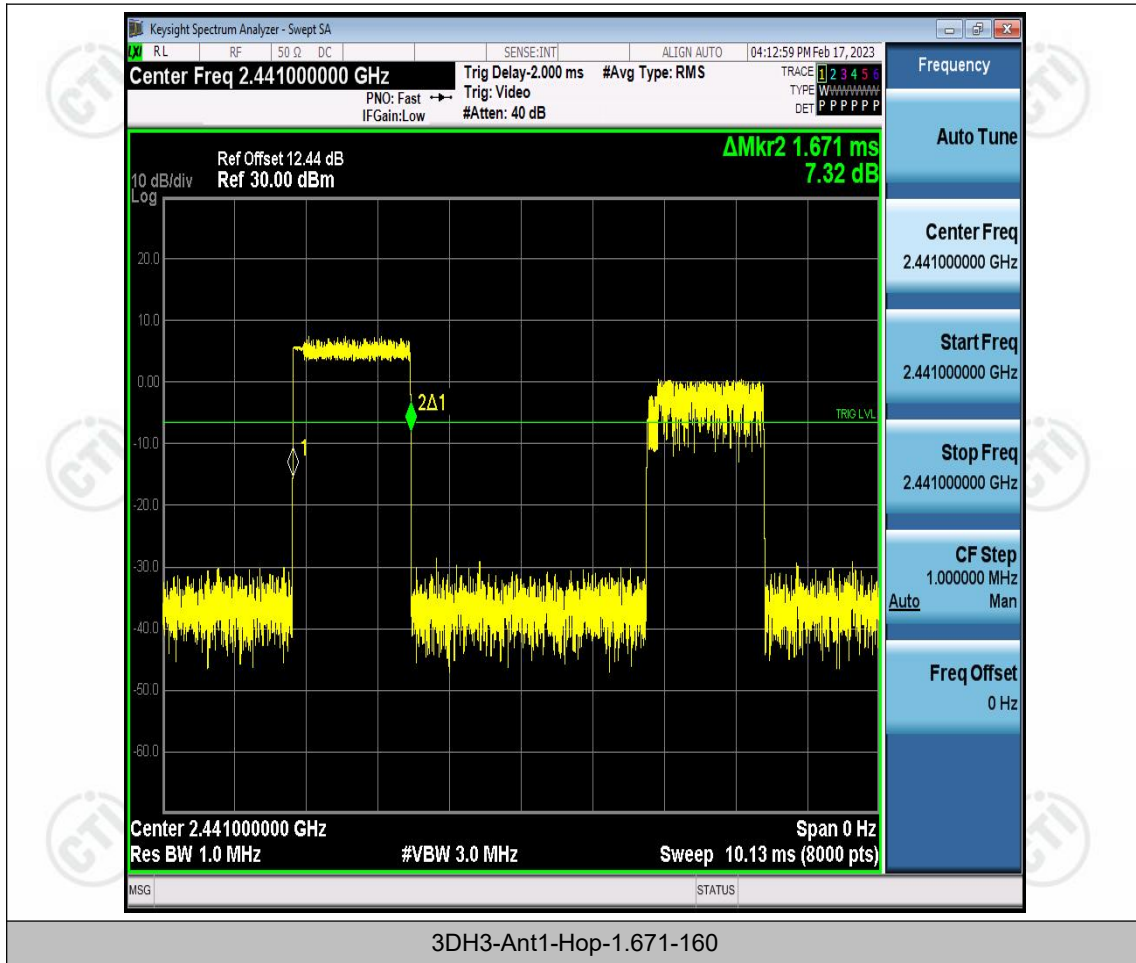 Keysight Spectrum Analyzer - Swept SA
LXI RL RF 50 Ω DC SENSE:INT ALIGN AUTO 04:12:59 PM Feb 17, 2023
Center Freq 2.441000000 GHz
PNO: Fast
IFGain:Low
Trig Delay-2.000 ms
Trig: Video
#Atten: 40 dB
#Avg Type: RMS
TRACE 1 2 3 4 5 6
TYPE WWWWWWW
DET P P P P P P
ΔMkr2 1.671 ms
7.32 dB
Ref Offset 12.44 dB
10 dB/div Ref 30.00 dBm
Log
20.0
10.0
0.00
2Δ1
TRIG LVL
-10.0
1
-20.0
-30.0
-40.0
-50.0
-60.0
Center 2.441000000 GHz Span 0 Hz
Res BW 1.0 MHz #VBW 3.0 MHz Sweep 10.13 ms (8000 pts)
MSG STATUS
Frequency
Auto Tune
Center Freq
2.441000000 GHz
Start Freq
2.441000000 GHz
Stop Freq
2.441000000 GHz
CF Step
1.000000 MHz
Auto Man
Freq Offset
0 Hz
CTI
CTI
CTI
CTI
CTI
CTI
3DH3-Ant1-Hop-1.671-160